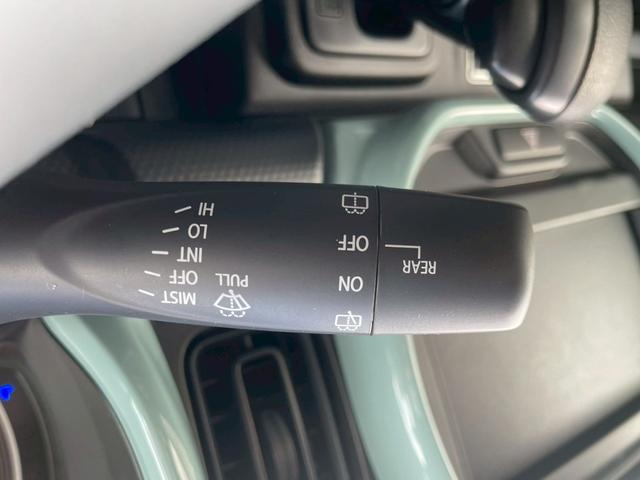 MIST
OFF
INT
LO
HI
PULL
ON
OFF
REAR